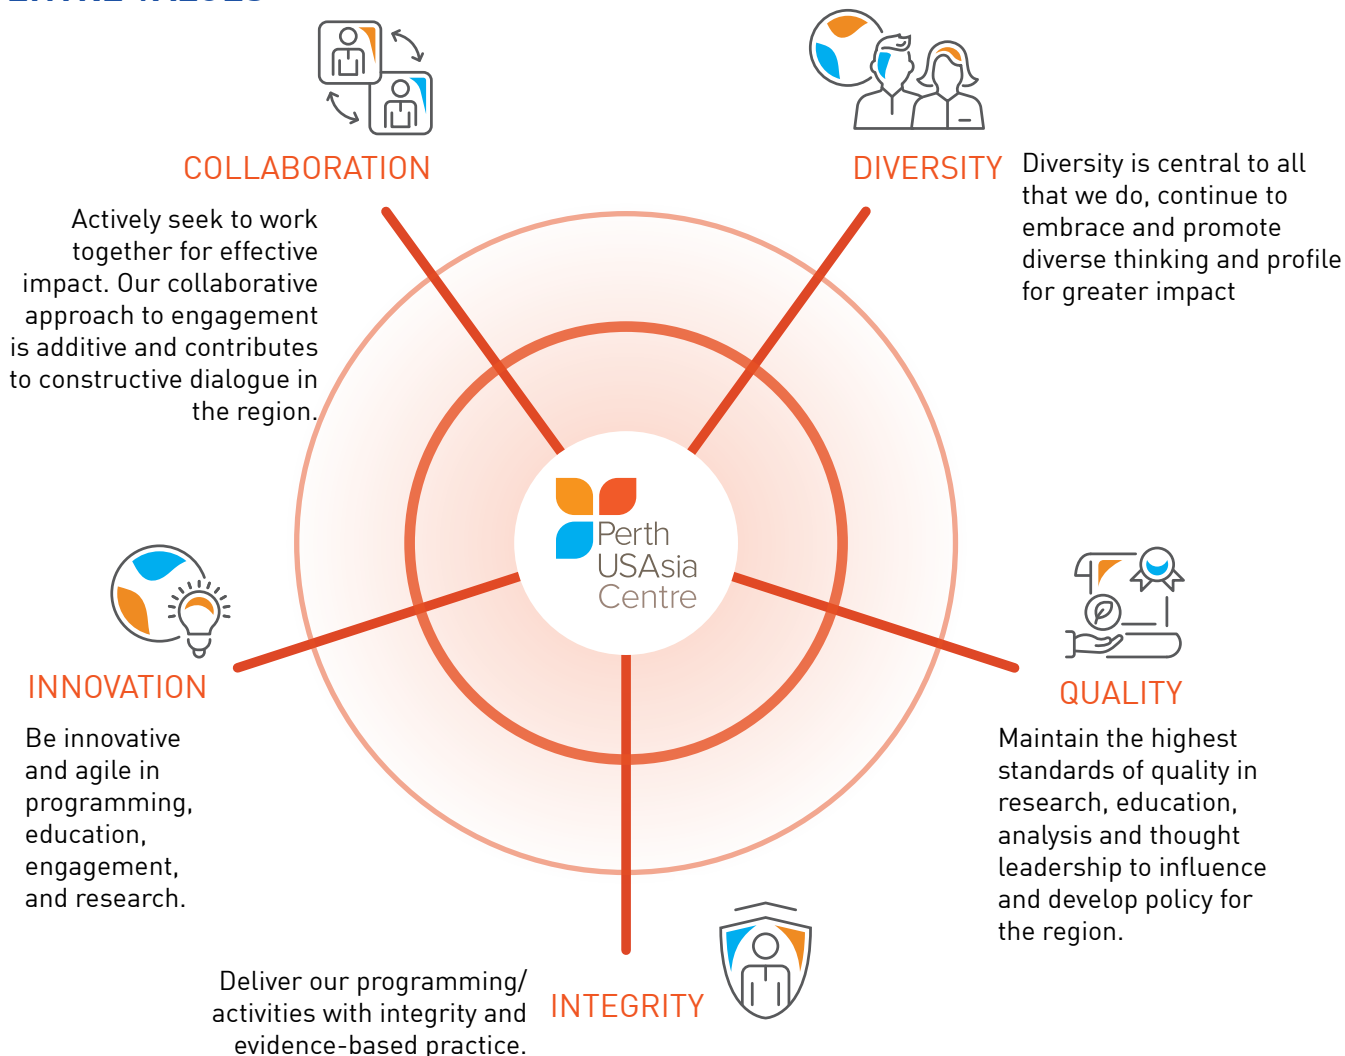 COLLABORATION
Actively seek to work
together for effective
impact. Our collaborative
approach to engagement
is additive and contributes
to constructive dialogue in
the region.
DIVERSITY
Diversity is central to all
that we do, continue to
embrace and promote
diverse thinking and profile
for greater impact
Perth
USAsia
Centre
INNOVATION
Be innovative
and agile in
programming,
education,
engagement,
and research.
QUALITY
Maintain the highest
standards of quality in
research, education,
analysis and thought
leadership to influence
and develop policy for
the region.
INTEGRITY
Deliver our programming/
activities with integrity and
evidence-based practice.